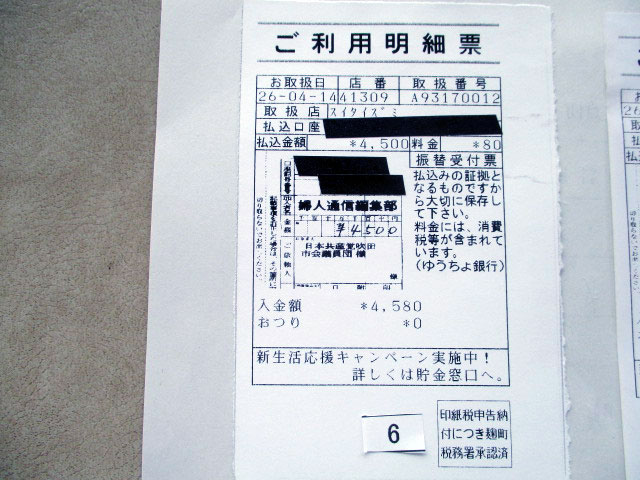 ご利用明細票
お取扱日 店番 取扱番号
26-04-14 41309 A93170012
取扱店 スイタイズミ
払込口座
払込金額 *4,500 料金 *80
振替受付票
払込みの証拠と
なるものですか
ら大切に保存し
て下さい。
料金には、消費
税等が含まれて
います。
(ゆうちょ銀行)
婦人通信編集部
¥4500
日本共産党吹田
市会議員団 様
様
入金額 *4,580
おつり *0
新生活応援キャンペーン実施中!
詳しくは貯金窓口へ。
印紙税申告納
付につき麹町
税務署承認済
6